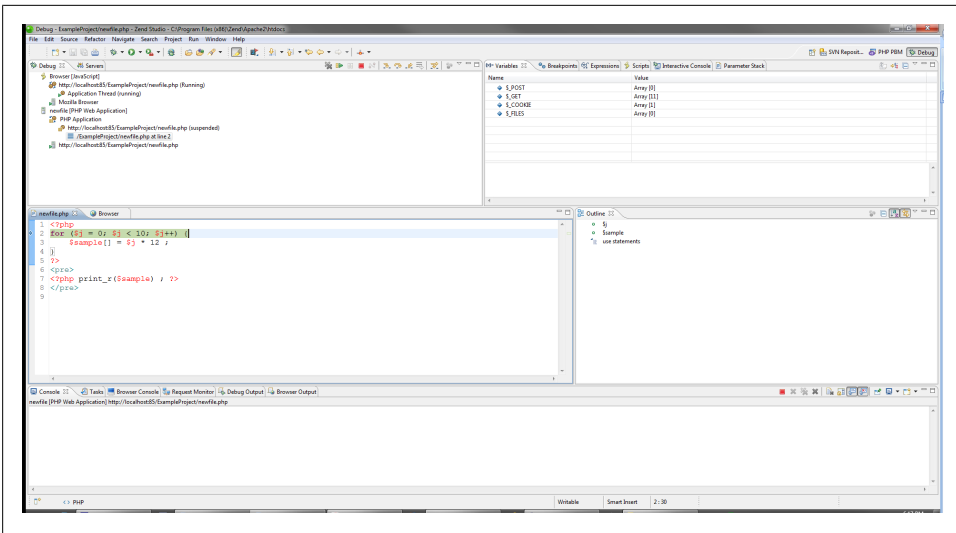 Debug - ExampleProject/newfile.php - Zend Studio - C:\Program Files (x86)\Zend\Apache2\htdocs
File Edit Source Refactor Navigate Search Project Run Window Help
SVN Reposit... PHP PBM Debug
Debug Servers
Browser [JavaScript]
http://localhost:85/ExampleProject/newfile.php (Running)
Application Thread (running)
Mozilla Browser
newfile [PHP Web Application]
PHP Application
http://localhost:85/ExampleProject/newfile.php (suspended)
/ExampleProject/newfile.php at line 2
http://localhost:85/ExampleProject/newfile.php
Variables Breakpoints Expressions Scripts Interactive Console Parameter Stack
Name Value
$_POST Array [0]
$_GET Array [11]
$_COOKIE Array [1]
$_FILES Array [0]
newfile.php Browser
1 <?php
2 for ($j = 0; $j < 10; $j++) {
3 $sample[] = $j * 12 ;
4 }
5 ?>
6 <pre>
7 <?php print_r($sample) ; ?>
8 </pre>
9
Outline
$j
$sample
use statements
Console Tasks Browser Console Request Monitor Debug Output Browser Output
newfile [PHP Web Application] http://localhost:85/ExampleProject/newfile.php
<> PHP Writable Smart Insert 2 : 30